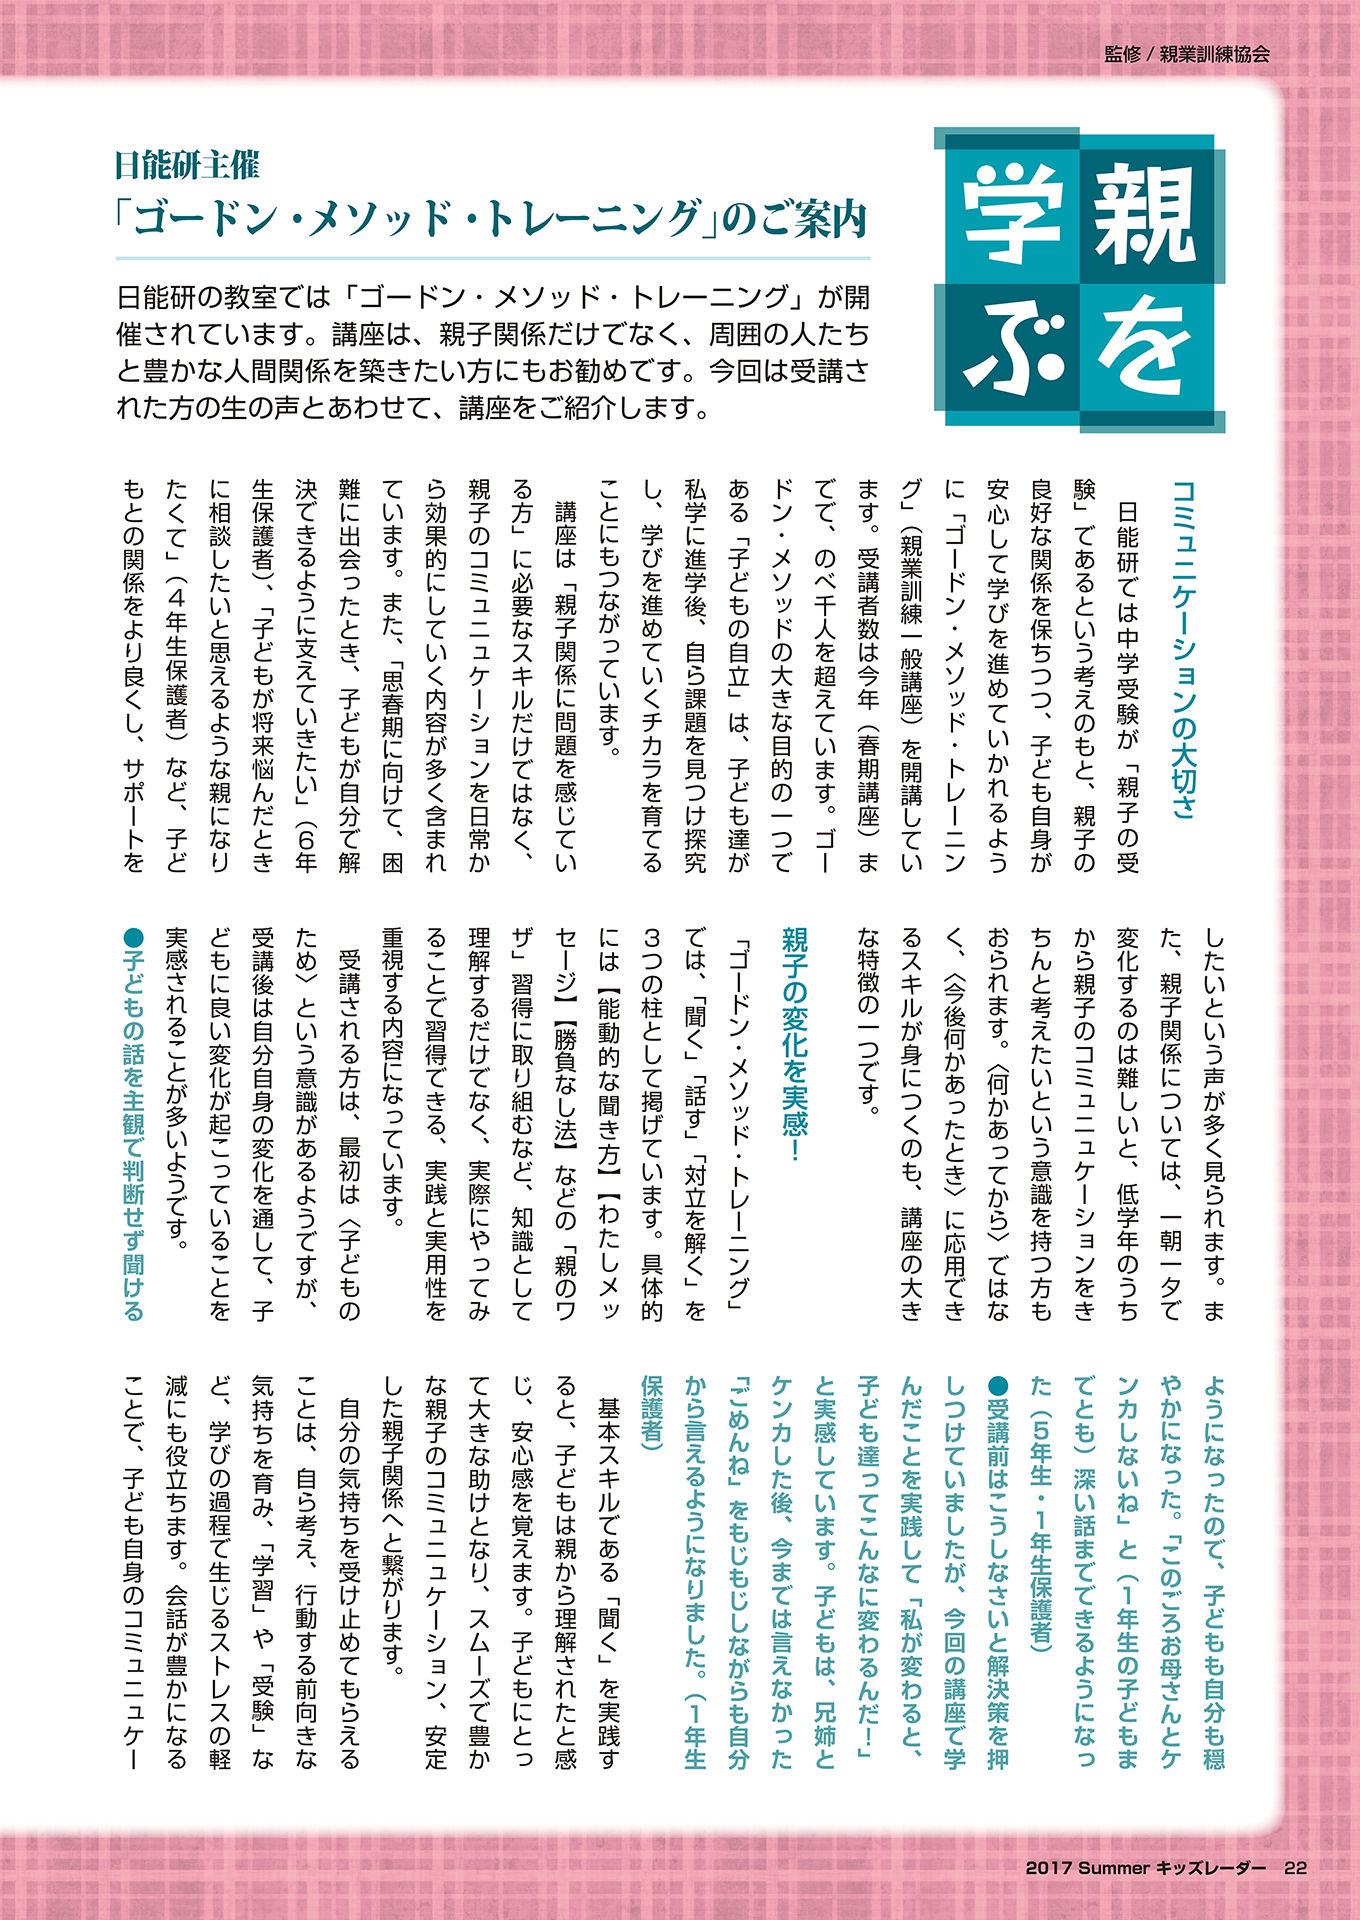 監修 / 親業訓練協会
親を
学ぶ
日能研主催
「ゴードン・メソッド・トレーニング」のご案内
日能研の教室では「ゴードン・メソッド・トレーニング」が開
催されています。講座は、親子関係だけでなく、周囲の人たち
と豊かな人間関係を築きたい方にもお勧めです。今回は受講さ
れた方の生の声とあわせて、講座をご紹介します。
コミュニケーションの大切さ
日能研では中学受験が「親子の受
験」であるという考えのもと、親子の
良好な関係を保ちつつ、子ども自身が
安心して学びを進めていかれるよう
に「ゴードン・メソッド・トレーニン
グ」（親業訓練一般講座）を開講してい
ます。受講者数は今年（春期講座）ま
でで、のべ千人を超えています。ゴー
ドン・メソッドの大きな目的の一つで
ある「子どもの自立」は、子ども達が
私学に進学後、自ら課題を見つけ探究
し、学びを進めていくチカラを育てる
ことにもつながっています。
講座は「親子関係に問題を感じてい
る方」に必要なスキルだけではなく、
親子のコミュニュケーションを日常か
ら効果的にしていく内容が多く含まれ
ています。また、「思春期に向けて、困
難に出会ったとき、子どもが自分で解
決できるように支えていきたい」（６年
生保護者）、「子どもが将来悩んだとき
に相談したいと思えるような親になり
たくて」（４年生保護者）など、子ど
もとの関係をより良くし、サポートを
したいという声が多く見られます。ま
た、親子関係については、一朝一夕で
変化するのは難しいと、低学年のうち
から親子のコミュニュケーションをき
ちんと考えたいという意識を持つ方も
おられます。〈何かあってから〉ではな
く、〈今後何かあったとき〉に応用でき
るスキルが身につくのも、講座の大き
な特徴の一つです。
親子の変化を実感！
「ゴードン・メソッド・トレーニング」
では、「聞く」「話す」「対立を解く」を
３つの柱として掲げています。具体的
には【能動的な聞き方】【わたしメッ
セージ】【勝負なし法】などの「親のワ
ザ」習得に取り組むなど、知識として
理解するだけでなく、実際にやってみ
ることで習得できる、実践と実用性を
重視する内容になっています。
受講される方は、最初は〈子どもの
ため〉という意識があるようですが、
受講後は自分自身の変化を通して、子
どもに良い変化が起こっていることを
実感されることが多いようです。
●子どもの話を主観で判断せず聞ける
ようになったので、子どもも自分も穏
やかになった。「このごろお母さんとケ
ンカしないね」と（１年生の子どもま
でとも）深い話までできるようになっ
た（５年生・１年生保護者）
●受講前はこうしなさいと解決策を押
しつけていましたが、今回の講座で学
んだことを実践して「私が変わると、
子ども達ってこんなに変わるんだ！」
と実感しています。子どもは、兄姉と
ケンカした後、今までは言えなかった
「ごめんね」をもじもじしながらも自分
から言えるようになりました。（１年生
保護者）
基本スキルである「聞く」を実践す
ると、子どもは親から理解されたと感
じ、安心感を覚えます。子どもにとっ
て大きな助けとなり、スムーズで豊か
な親子のコミュニュケーション、安定
した親子関係へと繋がります。
自分の気持ちを受け止めてもらえる
ことは、自ら考え、行動する前向きな
気持ちを育み、「学習」や「受験」な
ど、学びの過程で生じるストレスの軽
減にも役立ちます。会話が豊かになる
ことで、子ども自身のコミュニュケー
2017 Summer キッズレーダー 22